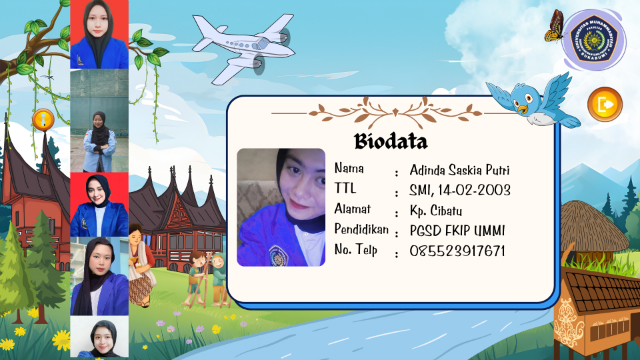 Biodata
Nama : Adinda Saskia Putri
TTL : SMI, 14-02-2003
Alamat : Kp. Cibatu
Pendidikan : PGSD FKIP UMMI
No. Telp : 085523917671